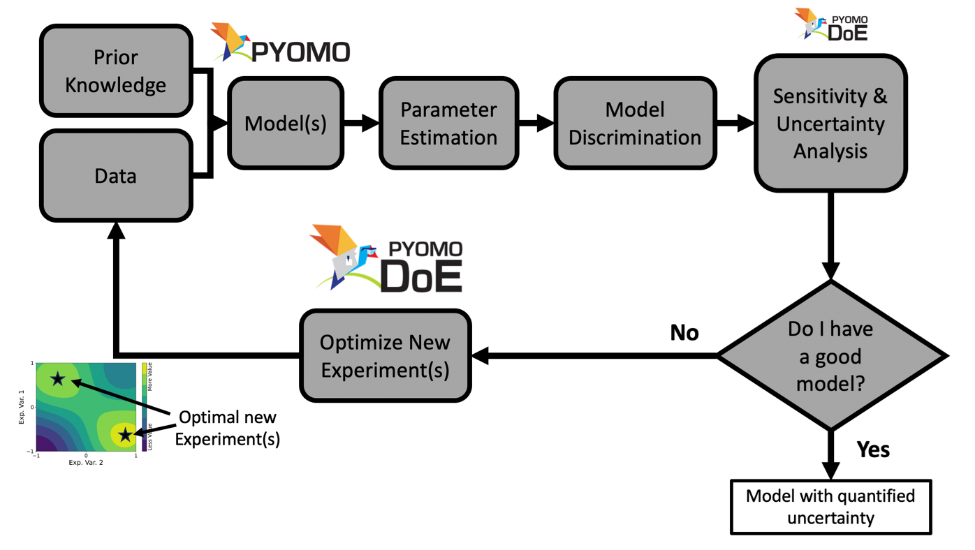 Prior
Knowledge
PYOMO
PYOMO
DoE
Data
Model(s)
Parameter
Estimation
Model
Discrimination
Sensitivity &
Uncertainty
Analysis
PYOMO
DoE
Optimize New
Experiment(s)
No
Do I have
a good
model?
Yes
Model with quantified
uncertainty
Optimal new
Experiment(s)
1
0
-1
Exp. Var. 1
-1
0
1
Exp. Var. 2
More Value
Less Value